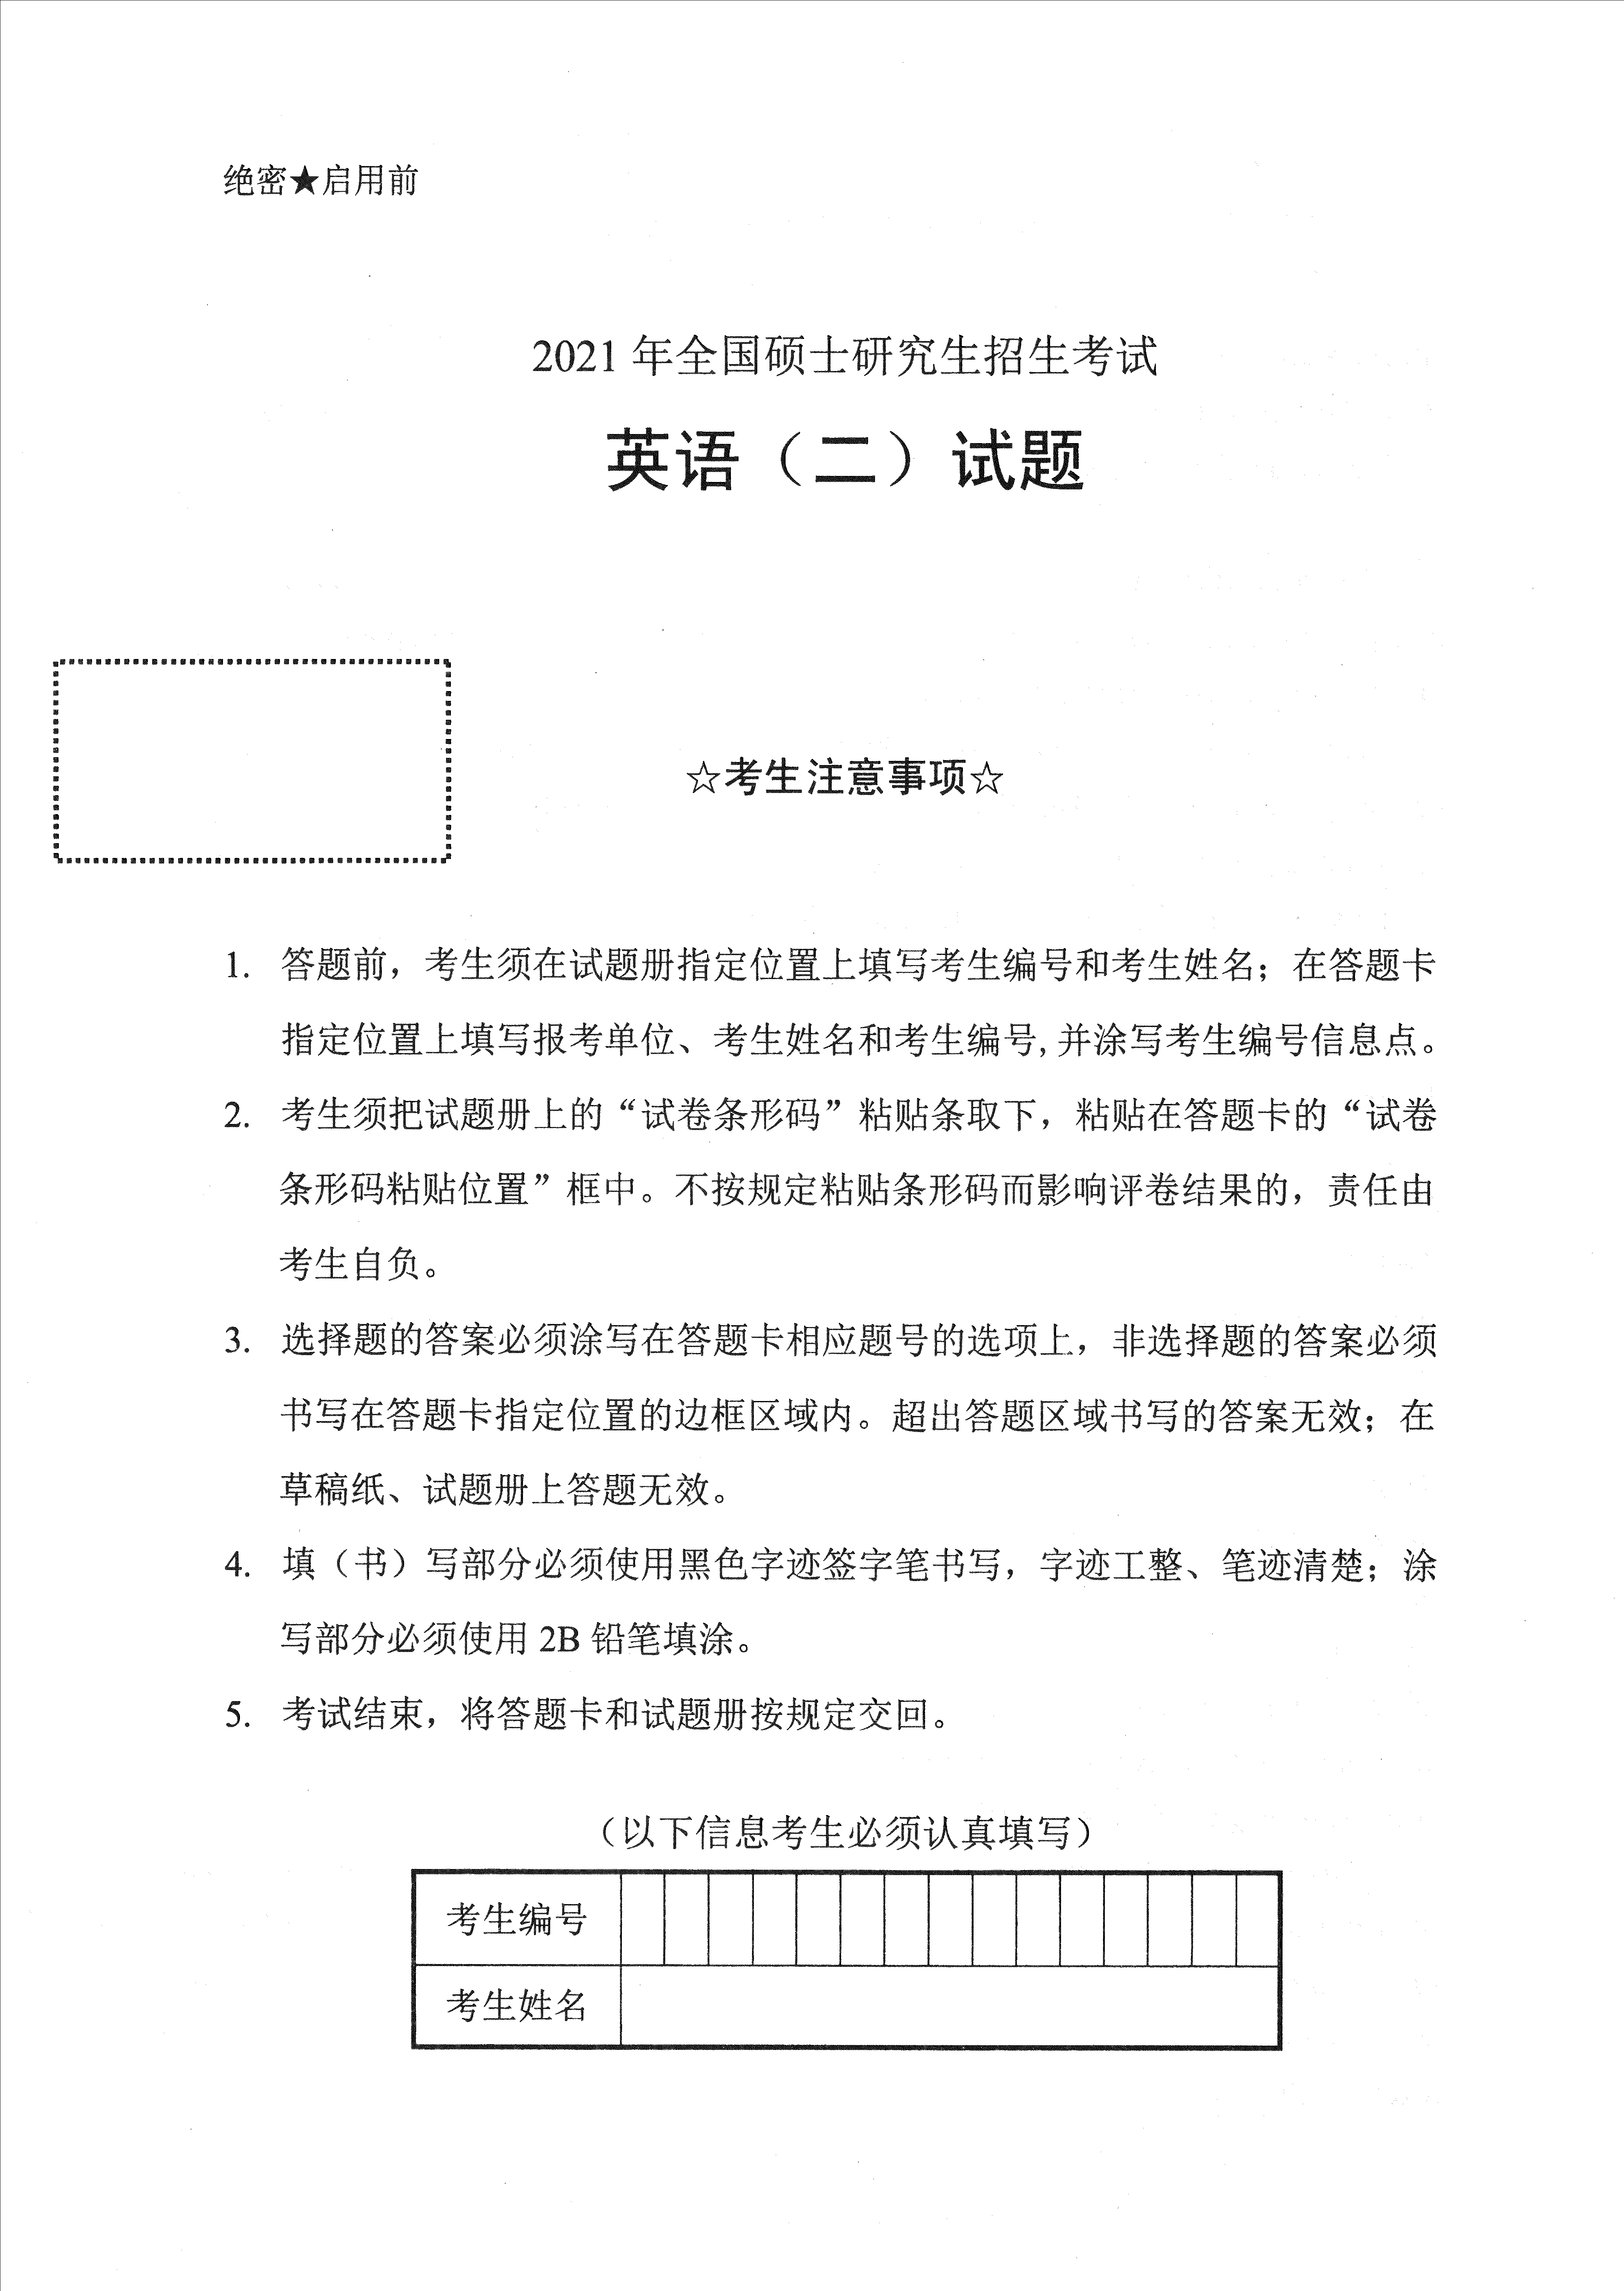 绝密★启用前
2021 年全国硕士研究生招生考试
英语（二）试题
☆考生注意事项☆
1. 答题前，考生须在试题册指定位置上填写考生编号和考生姓名；在答题卡
指定位置上填写报考单位、考生姓名和考生编号,并涂写考生编号信息点。
2. 考生须把试题册上的“试卷条形码”粘贴条取下，粘贴在答题卡的“试卷
条形码粘贴位置”框中。不按规定粘贴条形码而影响评卷结果的，责任由
考生自负。
3. 选择题的答案必须涂写在答题卡相应题号的选项上，非选择题的答案必须
书写在答题卡指定位置的边框区域内。超出答题区域书写的答案无效；在
草稿纸、试题册上答题无效。
4. 填（书）写部分必须使用黑色字迹签字笔书写，字迹工整、笔迹清楚；涂
写部分必须使用 2B 铅笔填涂。
5. 考试结束，将答题卡和试题册按规定交回。
（以下信息考生必须认真填写）
考生编号
考生姓名